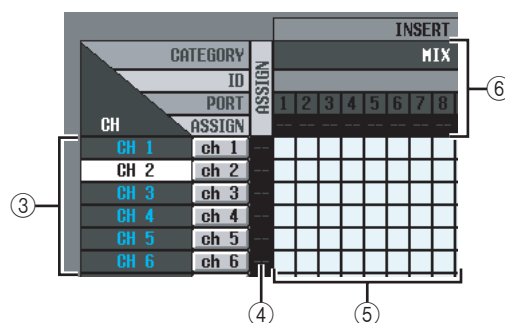 INSERT
CATEGORY
MIX
ID
PORT
ASSIGN
CH
ASSIGN
1 2 3 4 5 6 7 8
-- -- -- -- -- -- -- --
CH 1 ch 1 --
CH 2 ch 2 --
CH 3 ch 3 --
CH 4 ch 4 --
CH 5 ch 5 --
CH 6 ch 6 --
③
④
⑤
⑥